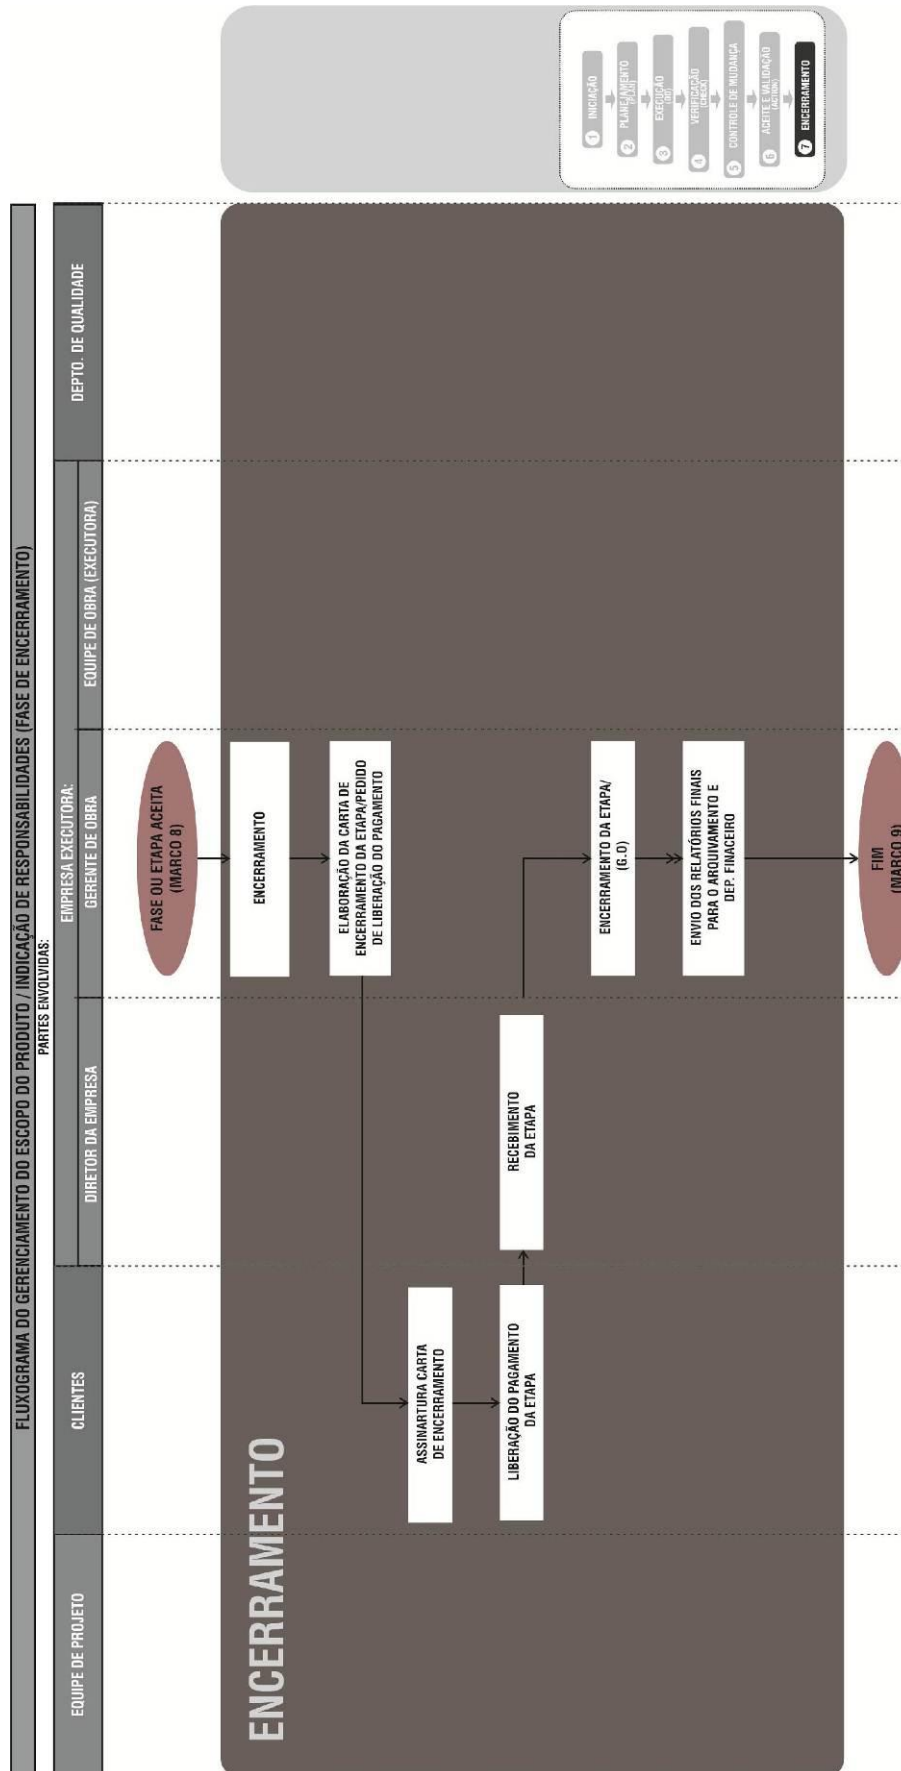 FLUXOGRAMA DO GERENCIAMENTO DO ESCOPO DO PRODUTO / INDICAÇÃO DE RESPONSABILIDADES (FASE DE ENCERRAMENTO)
PARTES ENVOLVIDAS:
EQUIPE DE PROJETO
CLIENTES
EMPRESA EXECUTORA:
DIRETOR DA EMPRESA
GERENTE DE OBRA
EQUIPE DE OBRA (EXECUTORA)
DEPTO. DE QUALIDADE
FASE OU ETAPA ACEITA
(MARCO 8)
ENCERRAMENTO
ENCERRAMENTO
ELABORAÇÃO DA CARTA DE
ENCERRAMENTO DA ETAPA/PEDIDO
DE LIBERAÇÃO DO PAGAMENTO
ASSINARTURA CARTA
DE ENCERRAMENTO
LIBERAÇÃO DO PAGAMENTO
DA ETAPA
RECEBIMENTO
DA ETAPA
ENCERRAMENTO DA ETAPA/
(G.O)
ENVIO DOS RELATÓRIOS FINAIS
PARA O ARQUIVAMENTO E
DEP. FINACEIRO
FIM
(MARCO 9)
1 INICIAÇÃO
2 PLANEJAMENTO
(PLAN)
3 EXECUÇÃO
(DO)
4 VERIFICAÇÃO
(CHECK)
5 CONTROLE DE MUDANÇA
6 ACEITE E VALIDAÇÃO
(ACTION)
7 ENCERRAMENTO